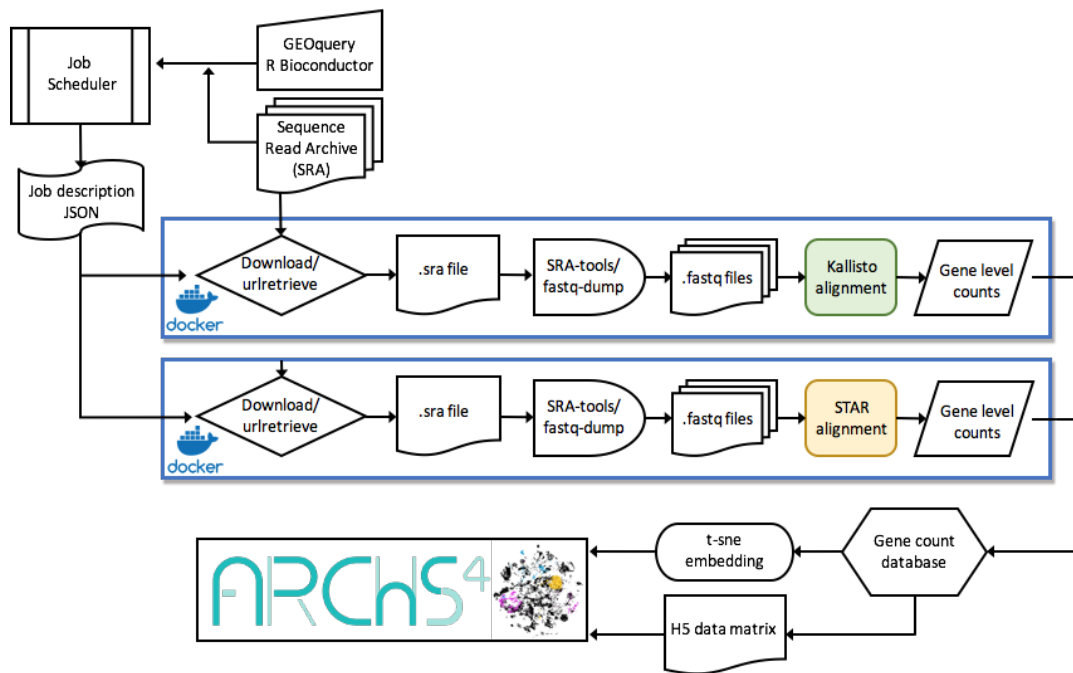 Job
Scheduler
GEOquery
R Bioconductor
Sequence
Read Archive
(SRA)
Job description
JSON
Download/
urlretrieve
.sra file
SRA-tools/
fastq-dump
.fastq files
Kallisto
alignment
Gene level
counts
docker
Download/
urlretrieve
.sra file
SRA-tools/
fastq-dump
.fastq files
STAR
alignment
Gene level
counts
docker
ARCHS4
t-sne
embedding
Gene count
database
H5 data matrix